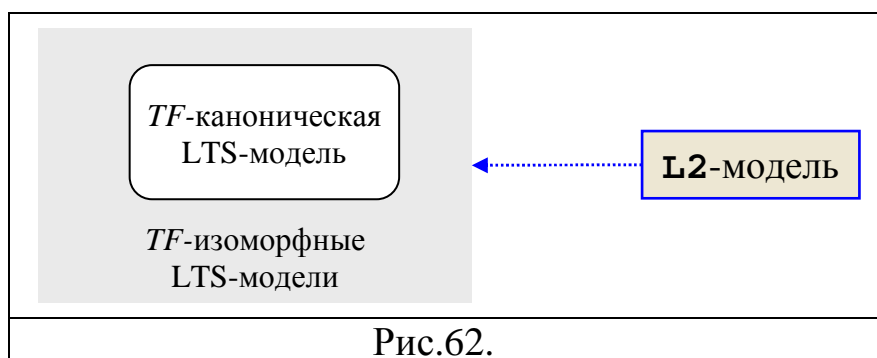 TF-каноническая
LTS-модель
L2-модель
TF-изоморфные
LTS-модели
Рис.62.